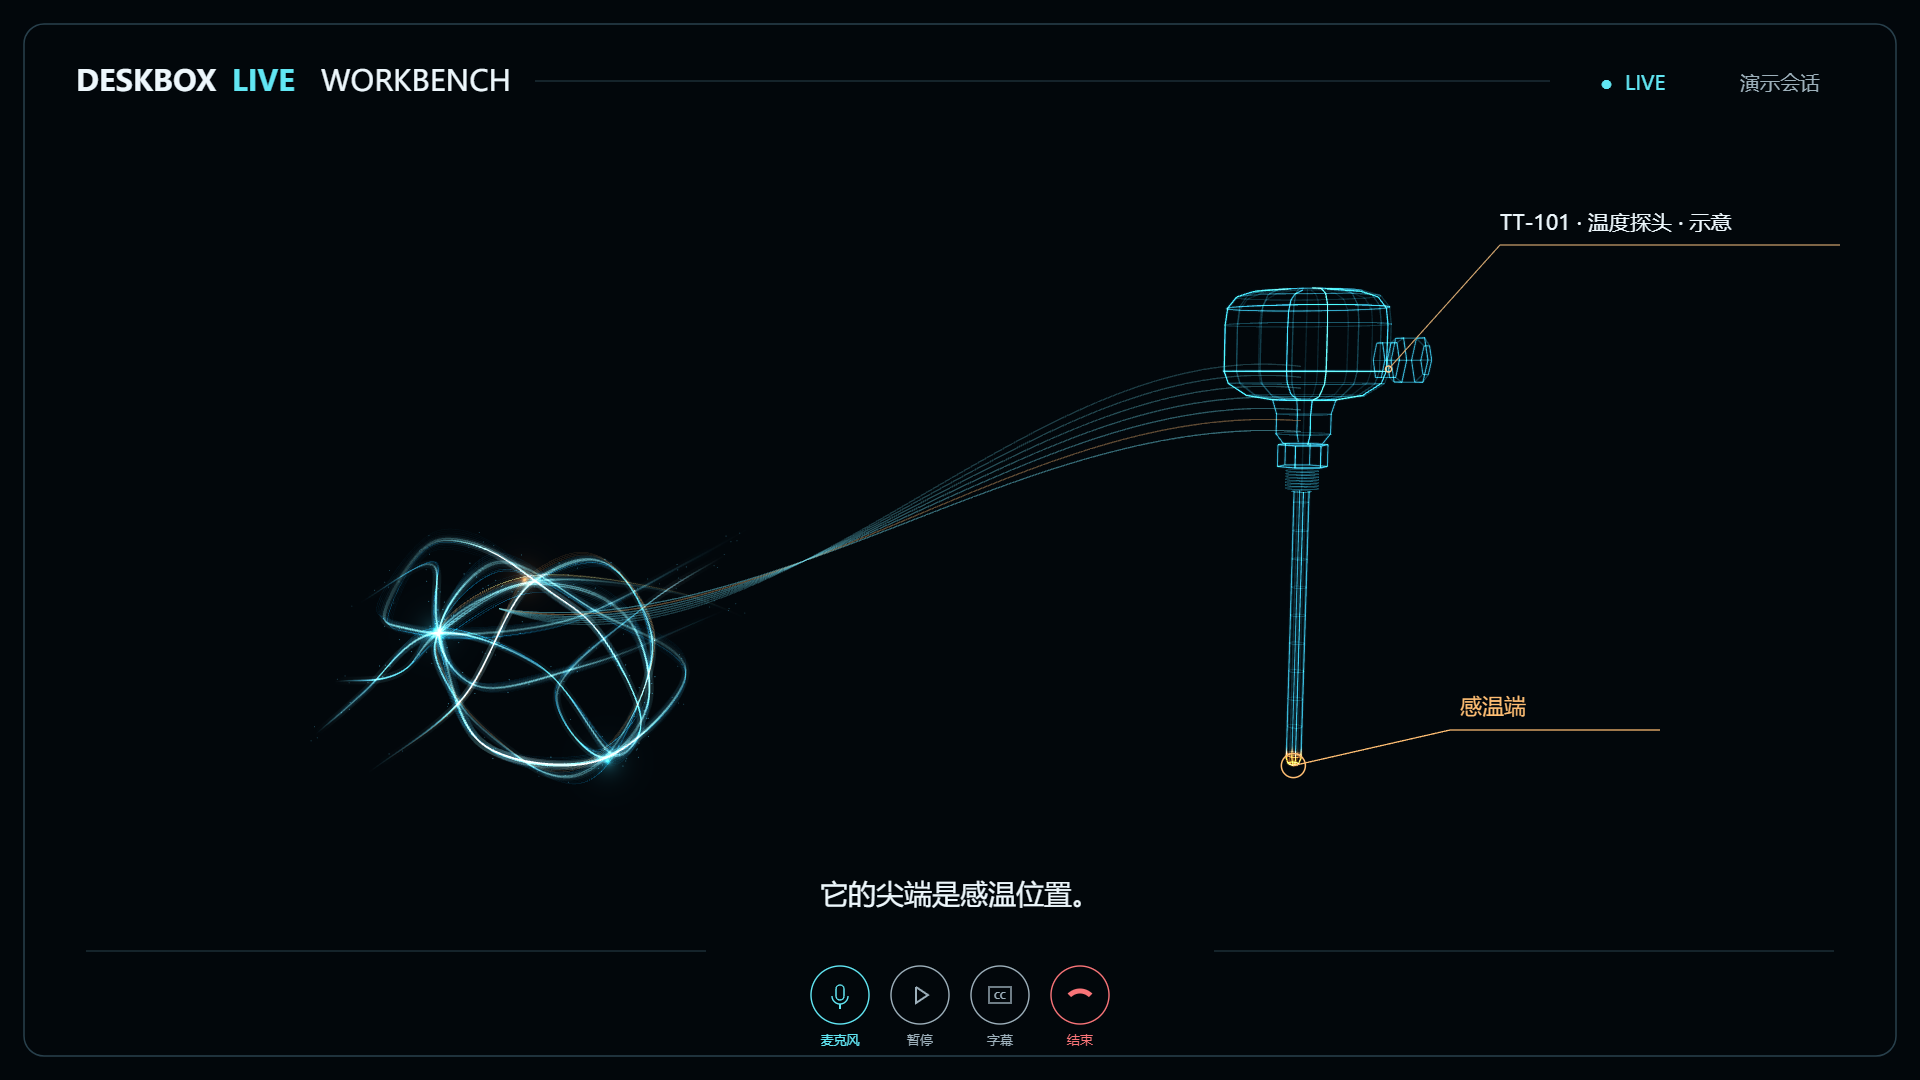 DESKBOX LIVE WORKBENCH
LIVE
演示会话
TT-101 · 温度探头 · 示意
感温端
它的尖端是感温位置。
CC
麦克风
暂停
字幕
结束